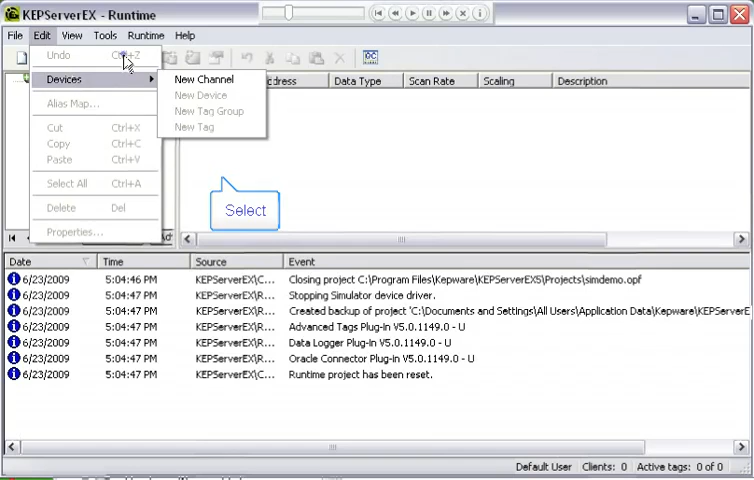 KEPServerEX - Runtime
File Edit View Tools Runtime Help
Undo Ctrl+Z
Devices
New Channel
New Device
New Tag Group
New Tag
Alias Map...
Cut Ctrl+X
Copy Ctrl+C
Paste Ctrl+V
Select All Ctrl+A
Delete Del
Properties...
ddress Data Type Scan Rate Scaling Description
Select
Date Time Source Event
6/23/2009 5:04:46 PM KEPServerEX\C... Closing project C:\Program Files\Kepware\KEPServerEX5\Projects\simdemo.opf
6/23/2009 5:04:47 PM KEPServerEX\R... Stopping Simulator device driver.
6/23/2009 5:04:47 PM KEPServerEX\R... Created backup of project 'C:\Documents and Settings\All Users\Application Data\Kepware\KEPServerE
6/23/2009 5:04:47 PM KEPServerEX\R... Advanced Tags Plug-In V5.0.1149.0 - U
6/23/2009 5:04:47 PM KEPServerEX\R... Data Logger Plug-In V5.0.1149.0 - U
6/23/2009 5:04:47 PM KEPServerEX\R... Oracle Connector Plug-In V5.0.1149.0 - U
6/23/2009 5:04:47 PM KEPServerEX\C... Runtime project has been reset.
Default User Clients: 0 Active tags: 0 of 0